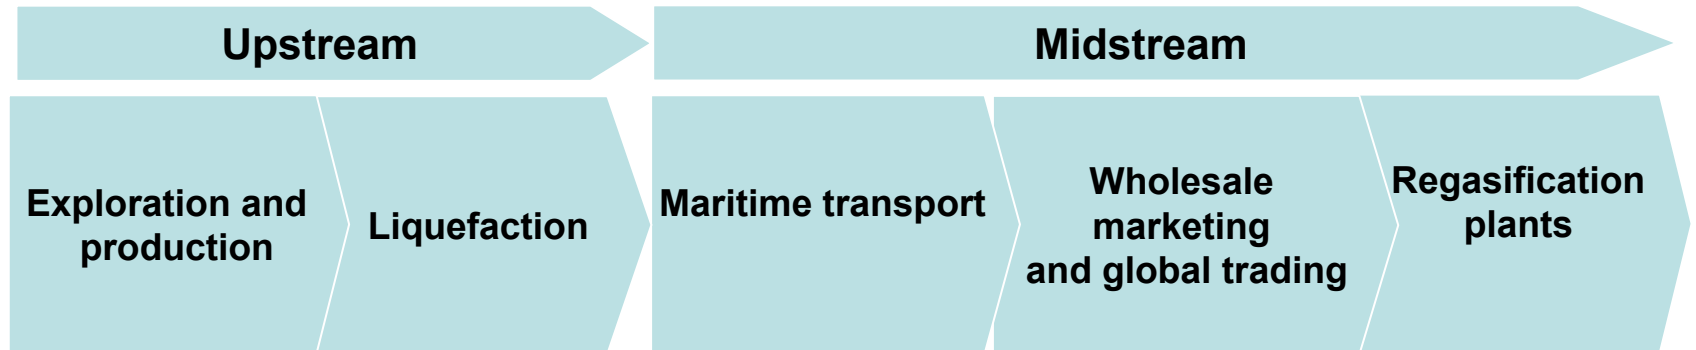 Upstream
Midstream
Exploration and
production
Liquefaction
Maritime transport
Wholesale
marketing
and global trading
Regasification
plants